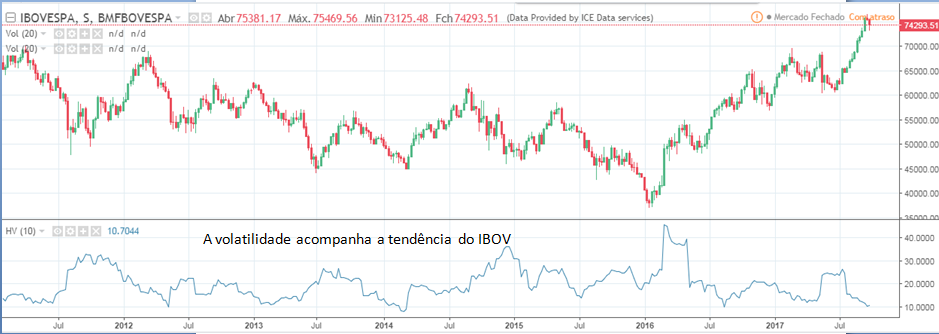 IBOVESPA, S, BMFBOVESPA Abr 75381.17 Máx. 75469.56 Mín 73125.48 Fch 74293.51 (Data Provided by ICE Data services) Mercado Fechado
Vol (20) n/d n/d
Vol (20) n/d n/d
74293.51
70000.00
65000.00
60000.00
55000.00
50000.00
45000.00
40000.00
35000.00
HV (10) 10.7044
A volatilidade acompanha a tendência do IBOV
40.0000
30.0000
20.0000
10.0000
Jul 2012 Jul 2013 Jul 2014 Jul 2015 Jul 2016 Jul 2017 Jul